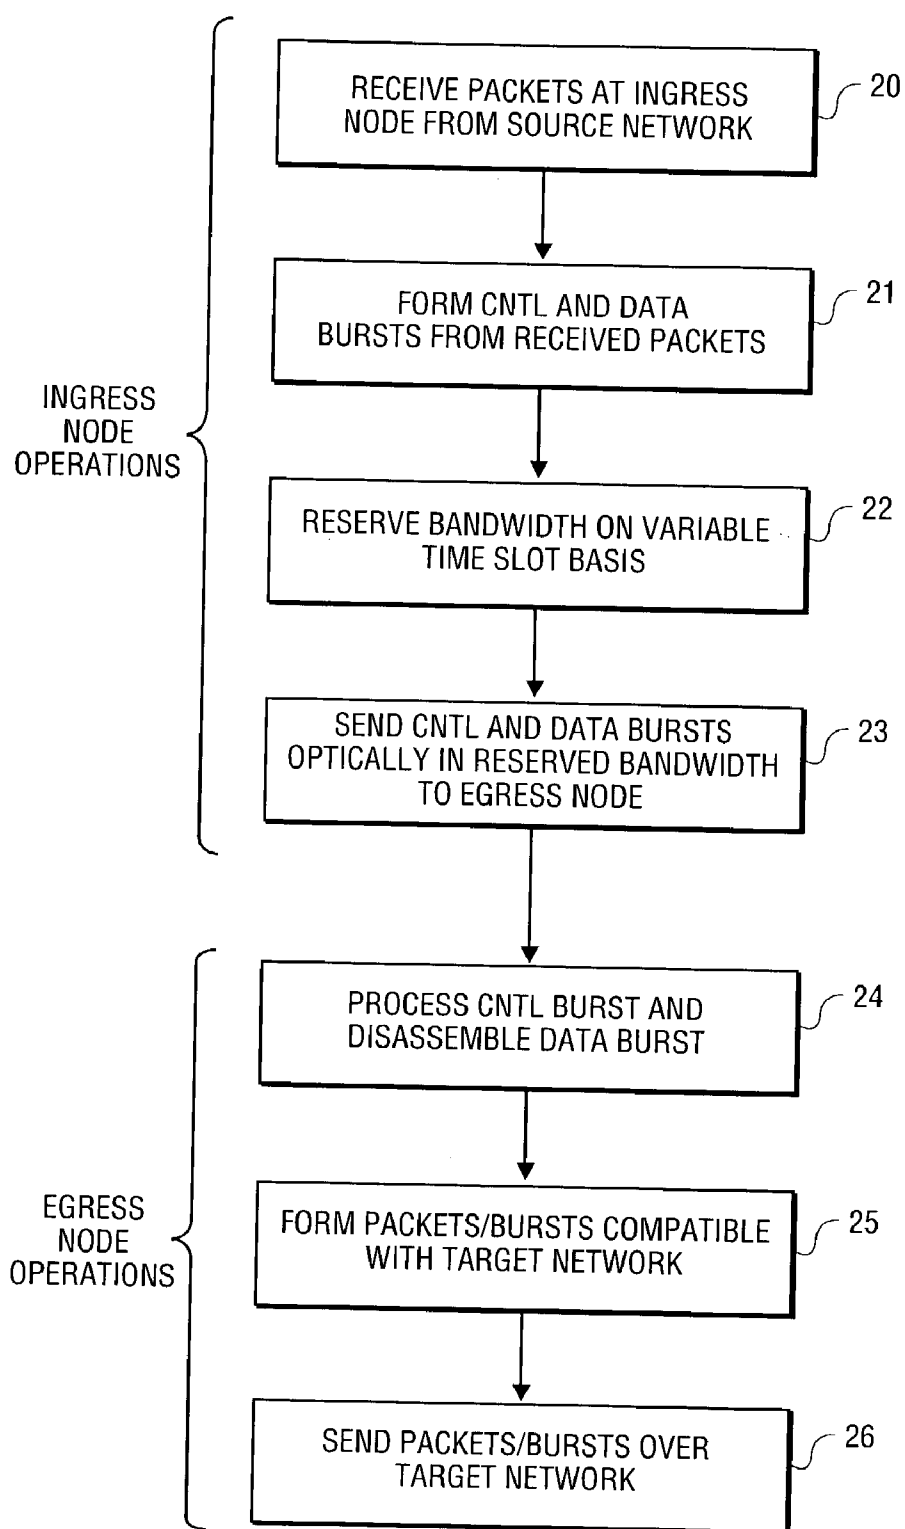 RECEIVE PACKETS AT INGRESS
NODE FROM SOURCE NETWORK
20
FORM CNTL AND DATA
BURSTS FROM RECEIVED PACKETS
21
INGRESS
NODE
OPERATIONS
RESERVE BANDWIDTH ON VARIABLE
TIME SLOT BASIS
22
SEND CNTL AND DATA BURSTS
OPTICALLY IN RESERVED BANDWIDTH
TO EGRESS NODE
23
PROCESS CNTL BURST AND
DISASSEMBLE DATA BURST
24
EGRESS
NODE
OPERATIONS
FORM PACKETS/BURSTS COMPATIBLE
WITH TARGET NETWORK
25
SEND PACKETS/BURSTS OVER
TARGET NETWORK
26